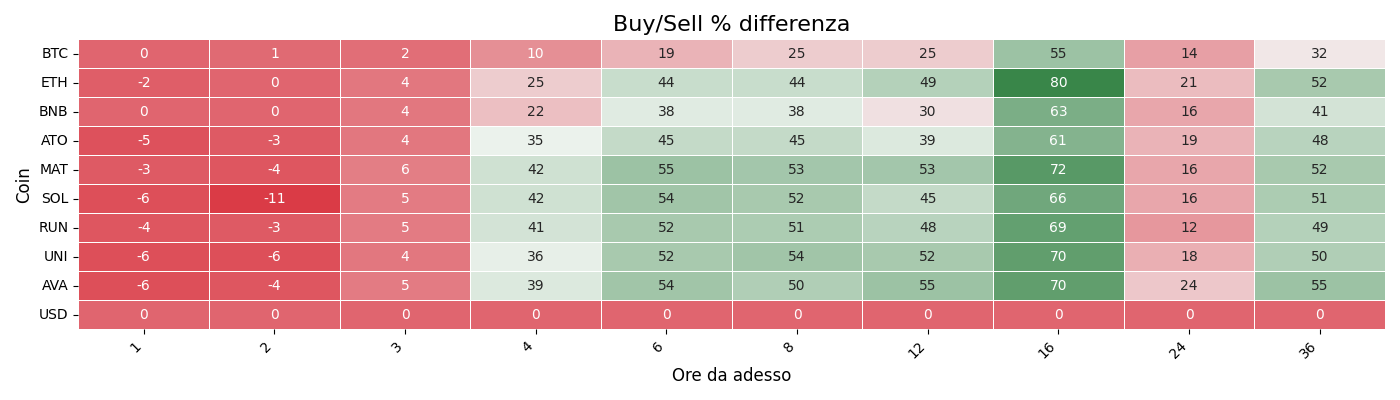 Buy/Sell % differenza
Coin
BTC 0 1 2 10 19 25 25 55 14 32
ETH -2 0 4 25 44 44 49 80 21 52
BNB 0 0 4 22 38 38 30 63 16 41
ATO -5 -3 4 35 45 45 39 61 19 48
MAT -3 -4 6 42 55 53 53 72 16 52
SOL -6 -11 5 42 54 52 45 66 16 51
RUN -4 -3 5 41 52 51 48 69 12 49
UNI -6 -6 4 36 52 54 52 70 18 50
AVA -6 -4 5 39 54 50 55 70 24 55
USD 0 0 0 0 0 0 0 0 0 0
1 2 3 4 6 8 12 16 24 36
Ore da adesso